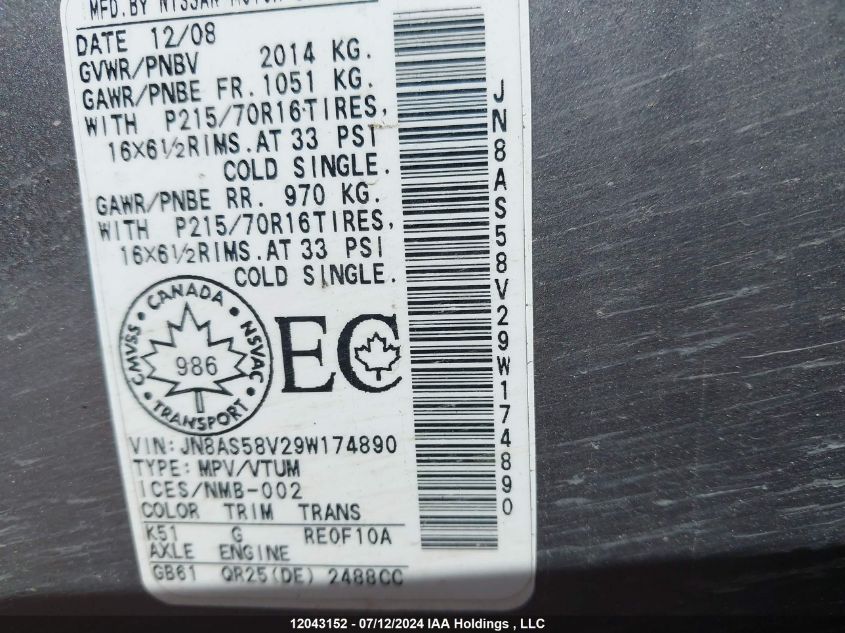 MFD.BY NISSAN MOTOR
DATE 12/08
GVWR/PNBV 2014 KG.
GAWR/PNBE FR. 1051 KG.
WITH P215/70R16 TIRES,
16X6½RIMS.AT 33 PSI
COLD SINGLE.
GAWR/PNBE RR. 970 KG.
WITH P215/70R16TIRES,
16X6½RIMS.AT 33 PSI
COLD SINGLE.
CMVSS • CANADA • NSVAC • TRANSPORT •
986
EC
VIN:JN8AS58V29W174890
TYPE: MPV/VTUM
ICES/NMB-002
COLOR TRIM TRANS
K51 G RE0F10A
AXLE ENGINE
GB61 QR25(DE) 2488CC
JN8AS58V29W174890
12043152 - 07/12/2024 IAA Holdings , LLC